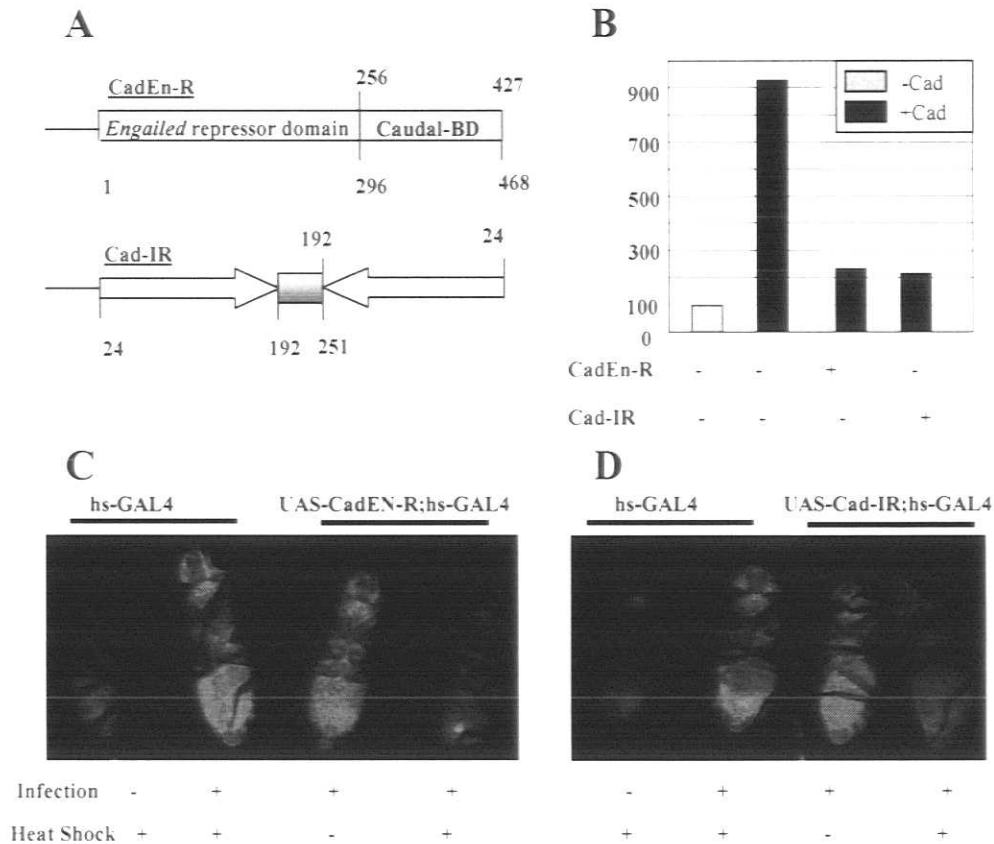 A
CadEn-R
256
427
Engailed repressor domain
Caudal-BD
1
296
468
Cad-IR
192
24
24
192
251
B
-Cad
+Cad
900
700
500
300
100
0
CadEn-R - - + -
Cad-IR - - - +
C
hs-GAL4
UAS-CadEN-R;hs-GAL4
D
hs-GAL4
UAS-Cad-IR;hs-GAL4
Infection - + + + - + + +
Heat Shock + + - + + + - +